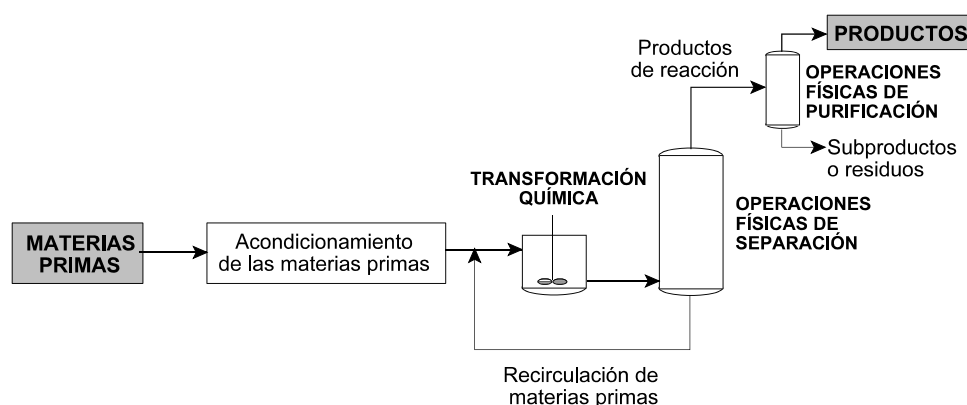 MATERIAS
PRIMAS
Acondicionamiento
de las materias primas
TRANSFORMACIÓN
QUÍMICA
Recirculación de
materias primas
OPERACIONES
FÍSICAS DE
SEPARACIÓN
Productos
de reacción
PRODUCTOS
OPERACIONES
FÍSICAS DE
PURIFICACIÓN
Subproductos
o residuos